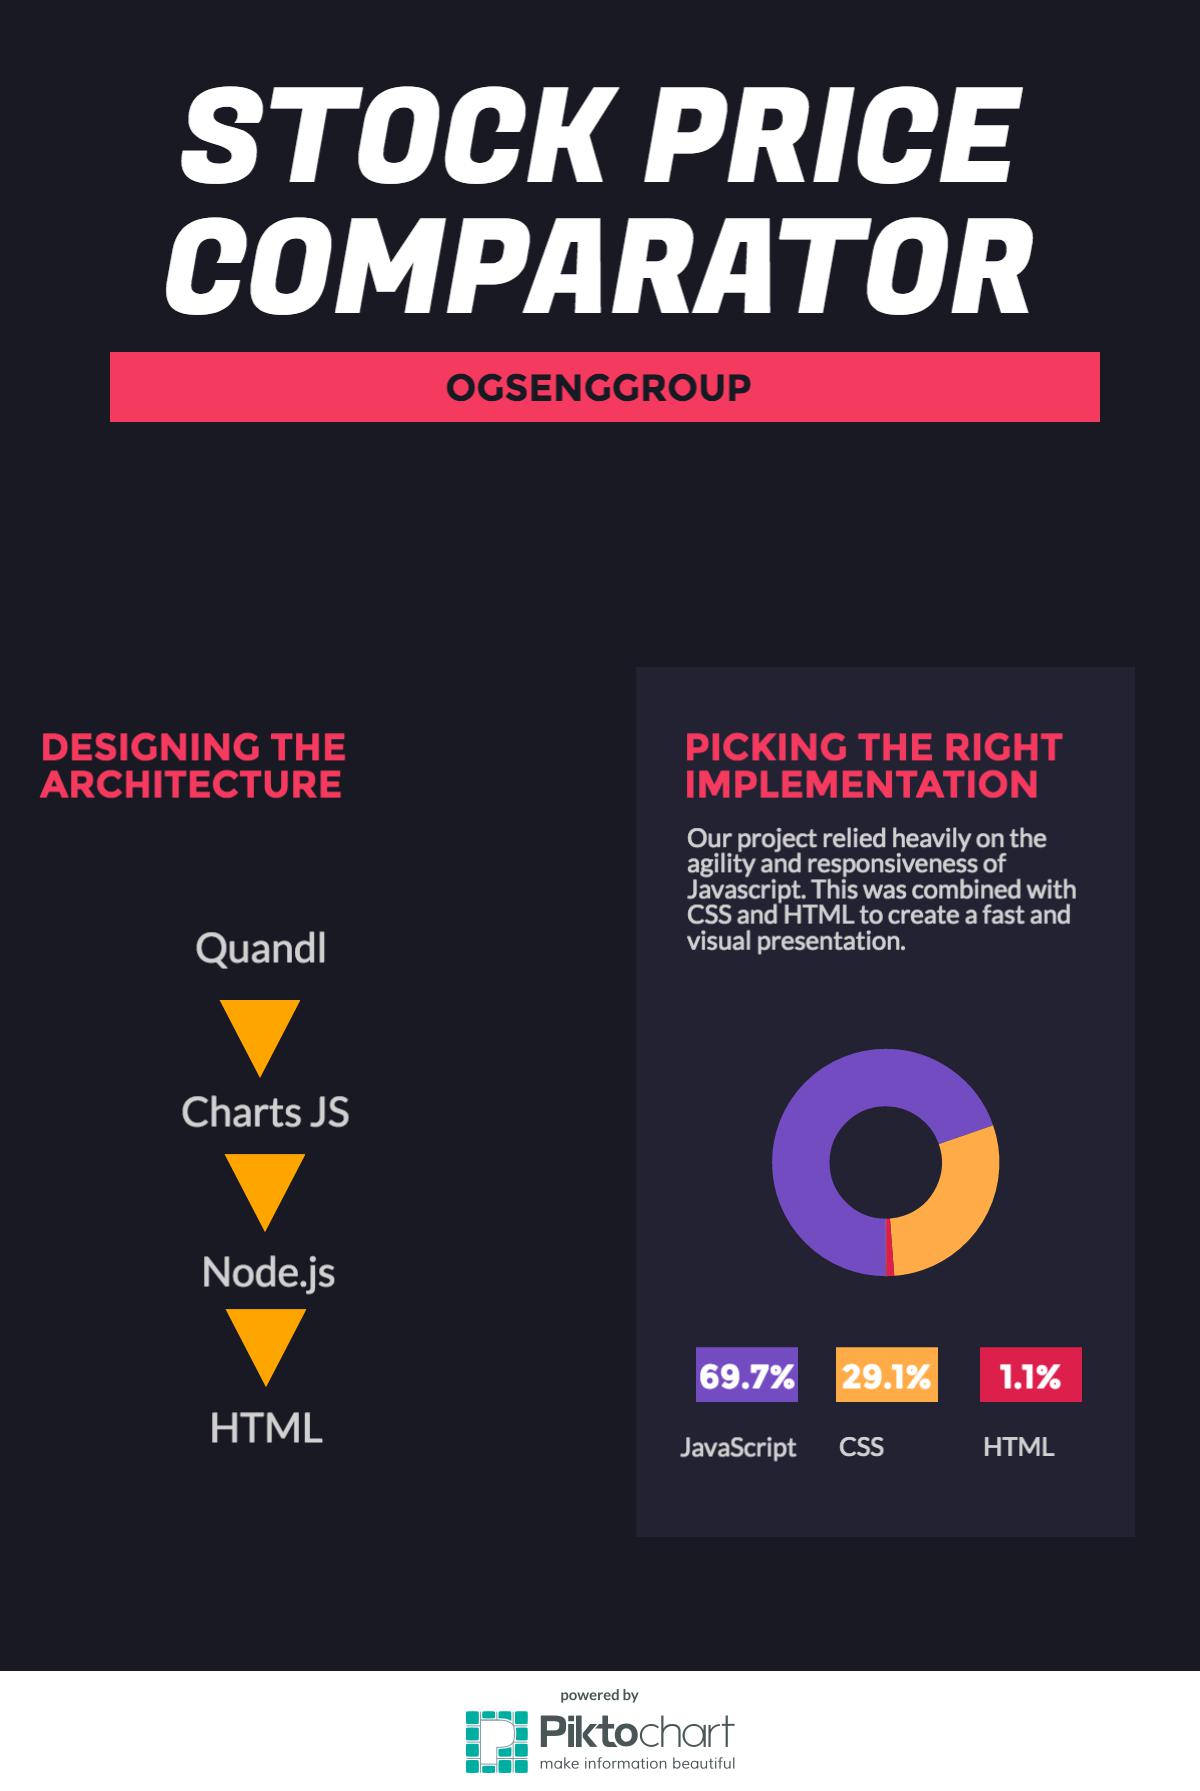 STOCK PRICE
COMPARATOR
OGSENGGROUP
DESIGNING THE
ARCHITECTURE
Quandl
Charts JS
Node.js
HTML
PICKING THE RIGHT
IMPLEMENTATION
Our project relied heavily on the
agility and responsiveness of
Javascript. This was combined with
CSS and HTML to create a fast and
visual presentation.
69.7% 29.1% 1.1%
JavaScript CSS HTML
powered by
Piktochart
make information beautiful